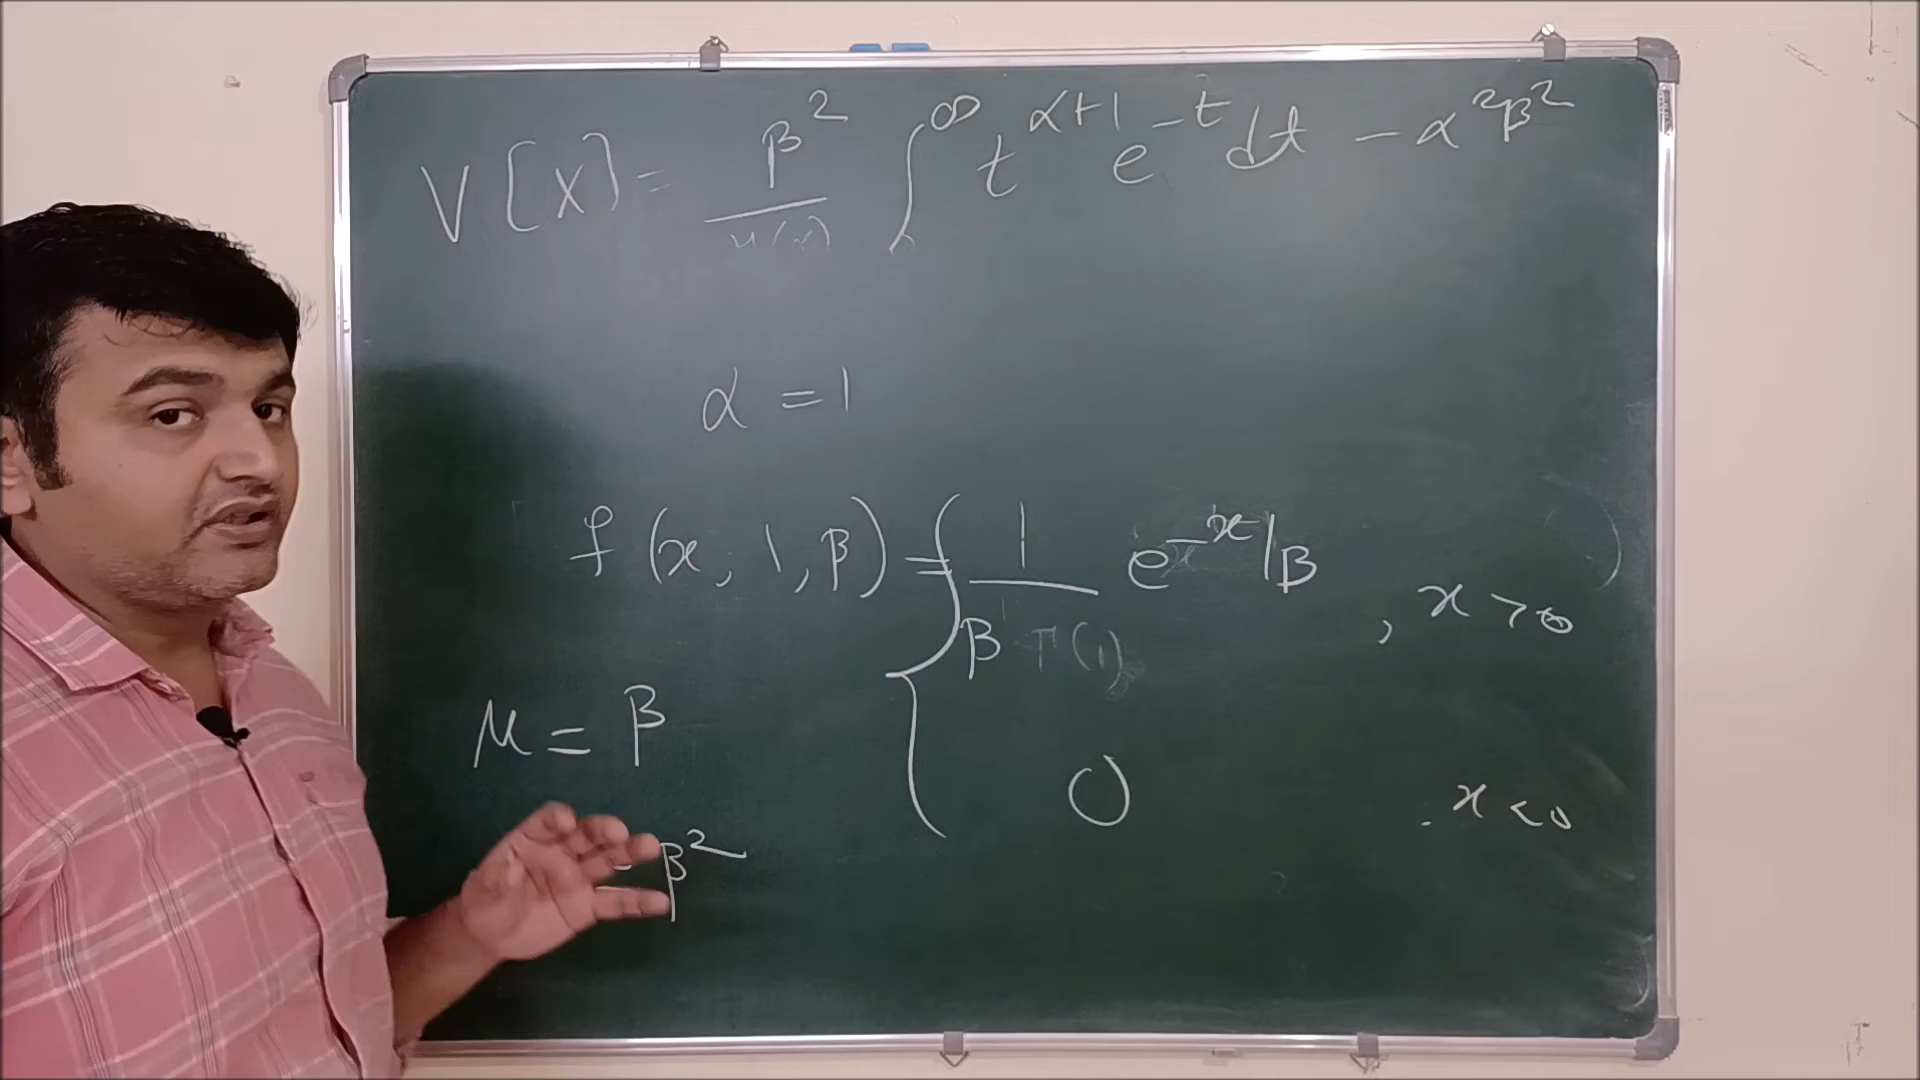 V[X] = β² / Γ(α) ∫₀^∞ t^(α+1) e^(-t) dt - α²β²
α = 1
f(x, 1, β) = { 1 / β Γ(1) e^(-x/β) , x > 0
0 , x < 0
μ = β
= β²